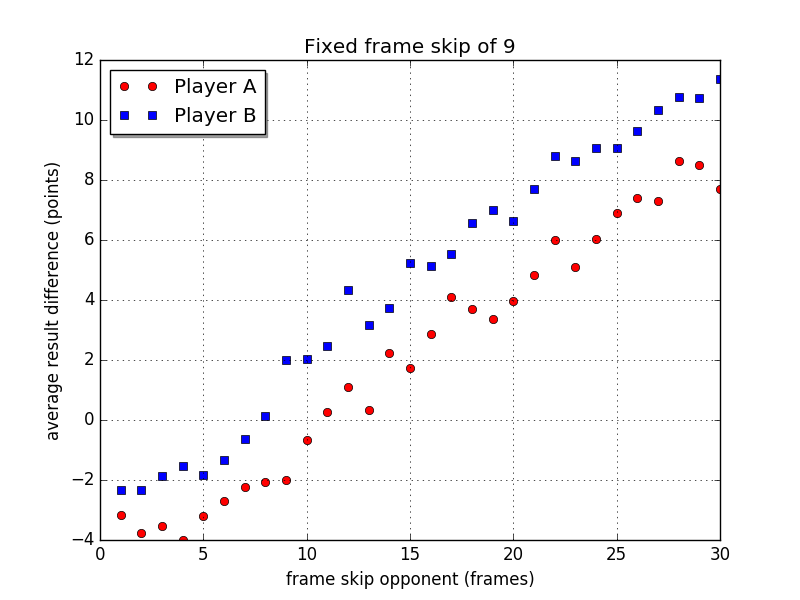 Fixed frame skip of 9
Player A
Player B
12
10
8
6
4
2
0
−2
−4
average result difference (points)
0 5 10 15 20 25 30
frame skip opponent (frames)